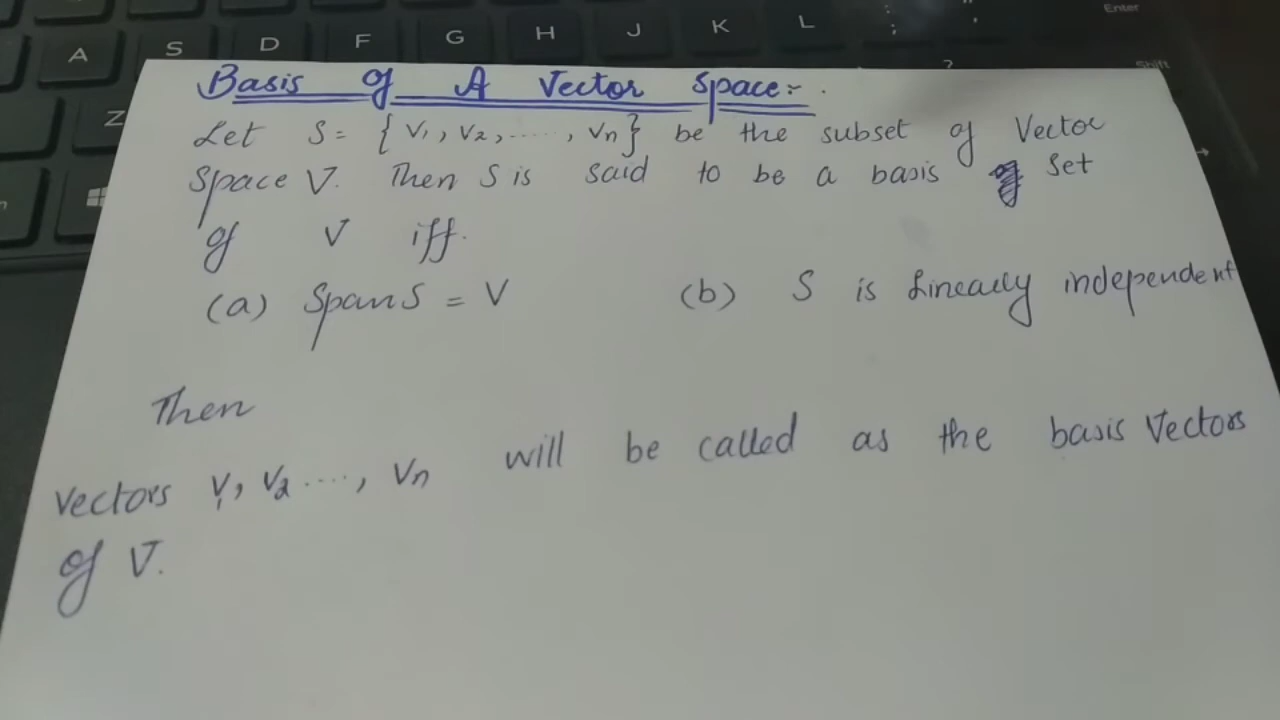 Enter
A S D F G H J K L ; : ' "
Z ? Shift
Basis of A Vector Space:-
Let S = { v1, v2, ....., vn} be the subset of Vector
Space V. Then S is said to be a basis set
of V iff.
(a) Span S = V (b) S is linearly independent
Then
Vectors v1, v2 ...., vn will be called as the basis Vectors
of V.